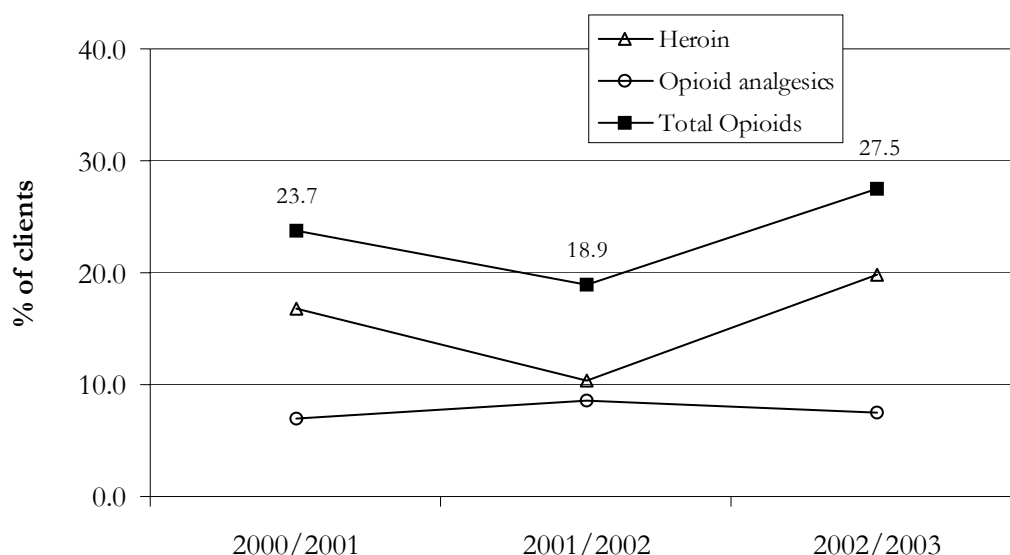 Heroin
Opioid analgesics
Total Opioids
40.0
30.0
20.0
10.0
0.0
% of clients
23.7
18.9
27.5
2000/2001
2001/2002
2002/2003